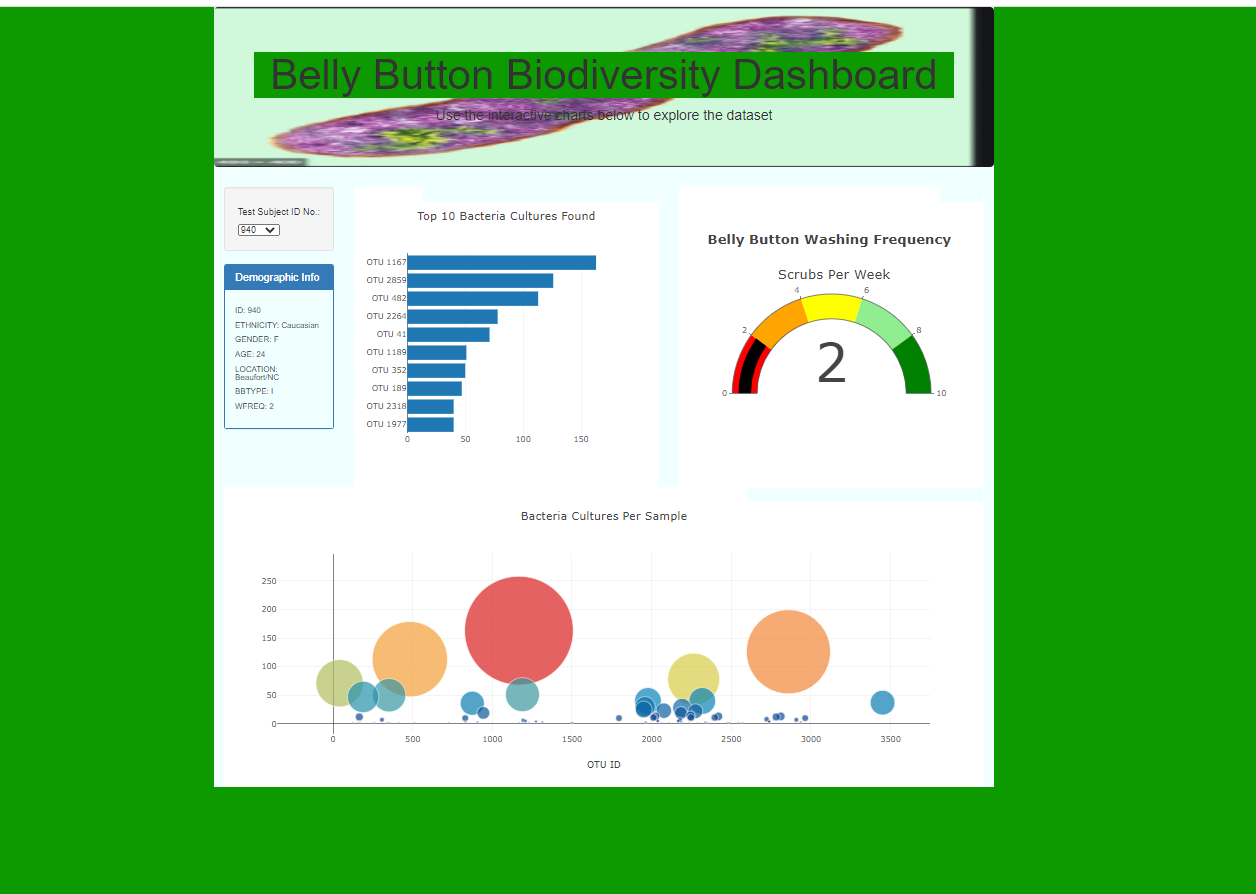 Belly Button Biodiversity Dashboard
Use the interactive charts below to explore the dataset
Test Subject ID No.:
940
Demographic Info
ID: 940
ETHNICITY: Caucasian
GENDER: F
AGE: 24
LOCATION:
Beaufort/NC
BBTYPE: I
WFREQ: 2
Top 10 Bacteria Cultures Found
OTU 1167
OTU 2859
OTU 482
OTU 2264
OTU 41
OTU 1189
OTU 352
OTU 189
OTU 2318
OTU 1977
0 50 100 150
Belly Button Washing Frequency
Scrubs Per Week
0 2 4 6 8 10
2
Bacteria Cultures Per Sample
250
200
150
100
50
0
0 500 1000 1500 2000 2500 3000 3500
OTU ID